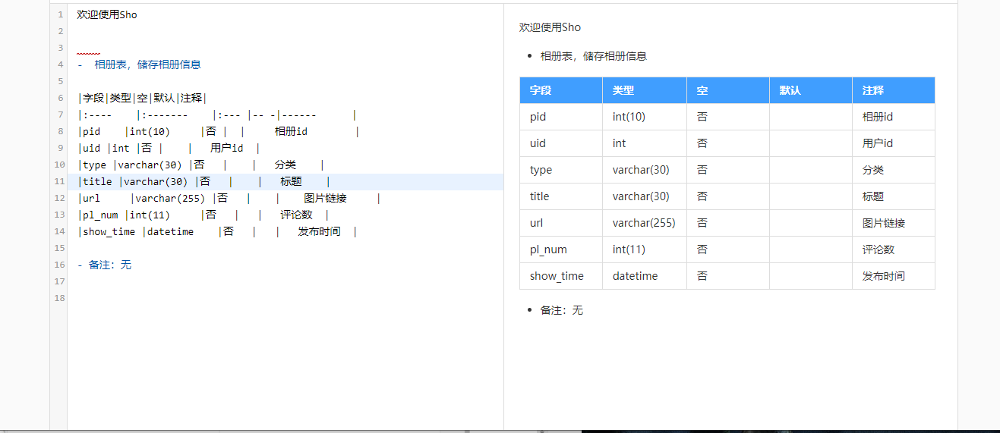 1 欢迎使用Sho
2
3
4 -  相册表，储存相册信息
5
6 |字段|类型|空|默认|注释|
7 |:----    |:-------    |:--- |-- -|------      |
8 |pid    |int(10)     |否 |  |     相册id        |
9 |uid |int |否 |    |   用户id  |
10 |type |varchar(30) |否   |    |   分类    |
11 |title |varchar(30) |否   |    |   标题    |
12 |url     |varchar(255) |否   |    |    图片链接     |
13 |pl_num |int(11)     |否   |   |   评论数  |
14 |show_time |datetime    |否   |   |   发布时间  |
15
16 - 备注：无
17
18
欢迎使用Sho
• 相册表，储存相册信息
字段 类型 空 默认 注释
pid int(10) 否 相册id
uid int 否 用户id
type varchar(30) 否 分类
title varchar(30) 否 标题
url varchar(255) 否 图片链接
pl_num int(11) 否 评论数
show_time datetime 否 发布时间
• 备注：无